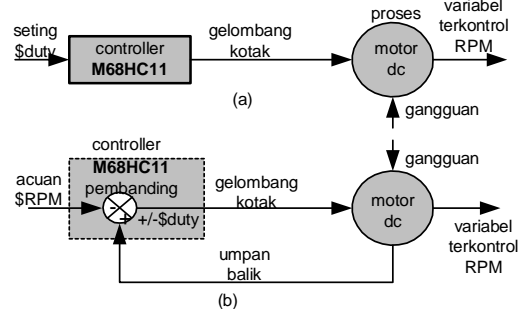 proses
variabel
terkontrol
RPM
seting
$duty
controller
M68HC11
gelombang
kotak
motor
dc
(a)
gangguan
controller
M68HC11
pembanding
gangguan
acuan
$RPM
- +
+/-$duty
gelombang
kotak
motor
dc
variabel
terkontrol
RPM
umpan
balik
(b)